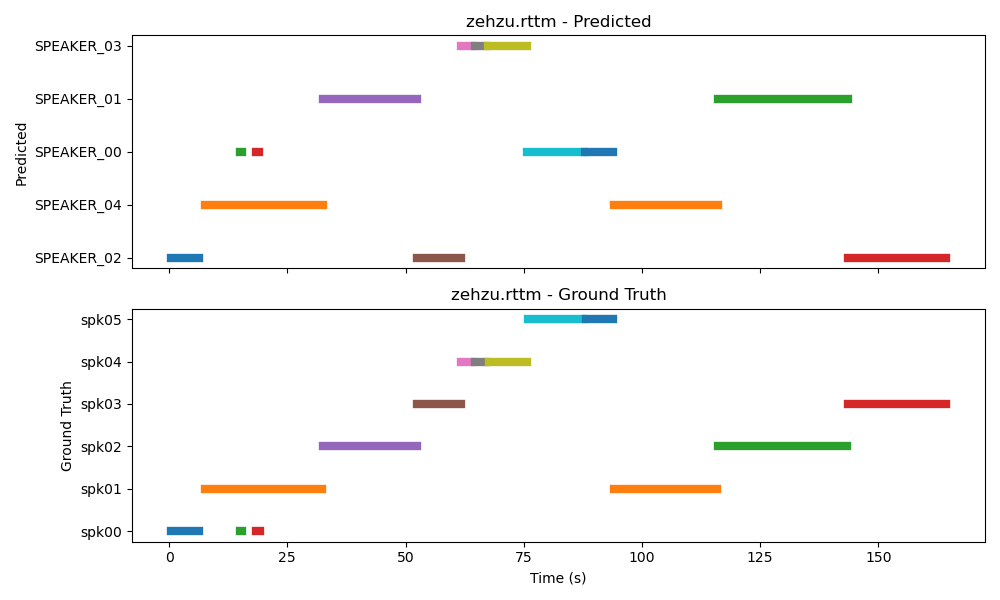 zehzu.rttm - Predicted
SPEAKER_03
SPEAKER_01
SPEAKER_00
SPEAKER_04
SPEAKER_02
Predicted
zehzu.rttm - Ground Truth
spk05
spk04
spk03
spk02
spk01
spk00
Ground Truth
0 25 50 75 100 125 150
Time (s)